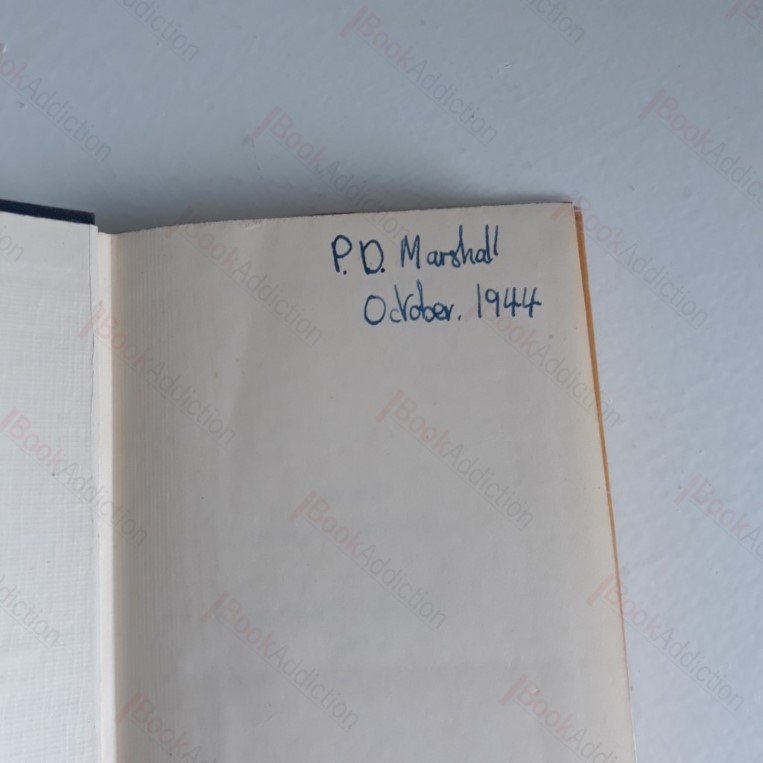 P.D. Marshall
October. 1944
BookAddiction